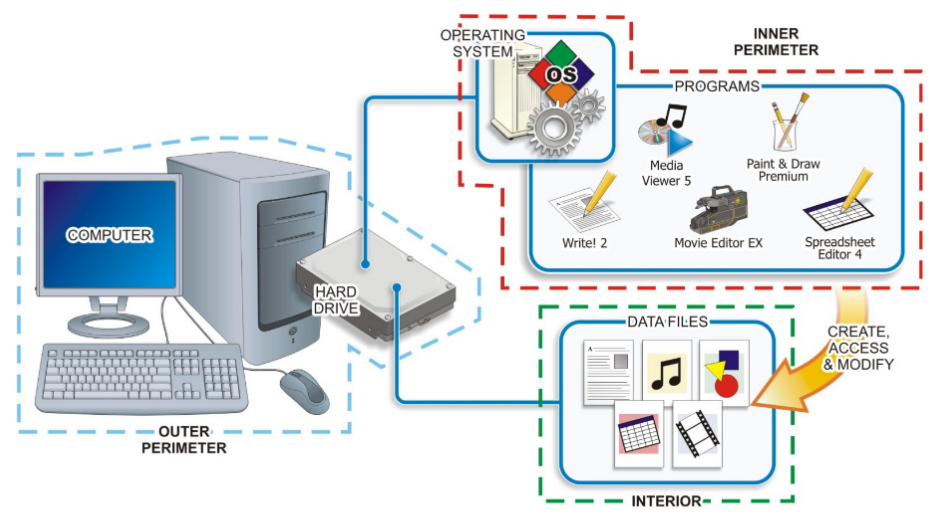 OPERATING
SYSTEM
OS
INNER
PERIMETER
PROGRAMS
Media
Viewer 5
Paint & Draw
Premium
Write! 2
Movie Editor EX
Spreadsheet
Editor 4
COMPUTER
HARD
DRIVE
OUTER
PERIMETER
DATA FILES
A
CREATE,
ACCESS
& MODIFY
INTERIOR